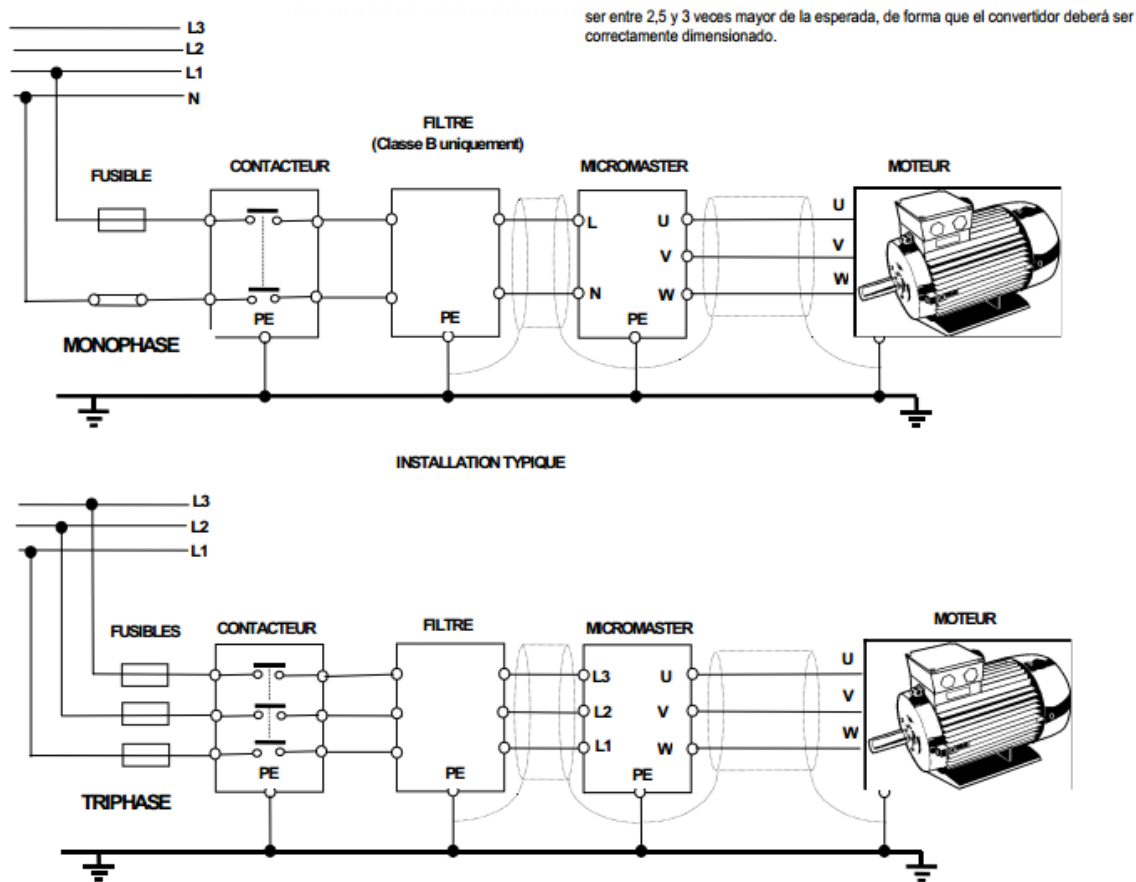 ser entre 2,5 y 3 veces mayor de la esperada, de forma que el convertidor deberá ser
correctamente dimensionado.
L3
L2
L1
N
FILTRE
(Classe B uniquement)
FUSIBLE
CONTACTEUR
MICROMASTER
MOTEUR
L
U
U
V
V
N
W
W
PE
PE
PE
MONOPHASE
INSTALLATION TYPIQUE
L3
L2
L1
FUSIBLES
CONTACTEUR
FILTRE
MICROMASTER
MOTEUR
L3
U
U
L2
V
V
L1
W
W
PE
PE
PE
TRIPHASE